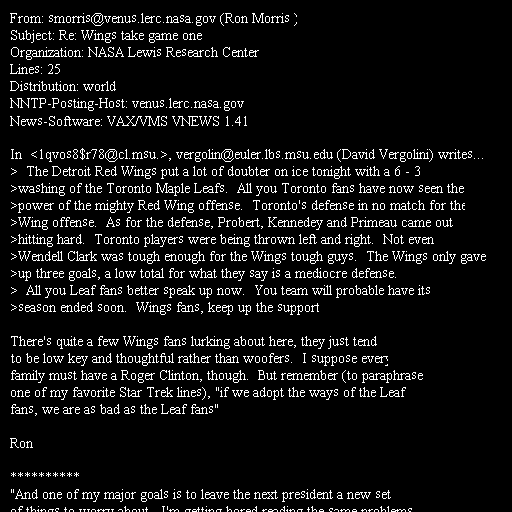 From: smorris@venus.lerc.nasa.gov (Ron Morris )
Subject: Re: Wings take game one
Organization: NASA Lewis Research Center
Lines: 25
Distribution: world
NNTP-Posting-Host: venus.lerc.nasa.gov
News-Software: VAX/VMS VNEWS 1.41

In  <1qvos8$r78@cl.msu.>, vergolin@euler.lbs.msu.edu (David Vergolini) writes...
>  The Detroit Red Wings put a lot of doubter on ice tonight with a 6 - 3
>washing of the Toronto Maple Leafs.  All you Toronto fans have now seen the
>power of the mighty Red Wing offense.  Toronto's defense in no match for the
>Wing offense.  As for the defense, Probert, Kennedey and Primeau came out
>hitting hard.  Toronto players were being thrown left and right.  Not even
>Wendell Clark was tough enough for the Wings tough guys.  The Wings only gave
>up three goals, a low total for what they say is a mediocre defense.
>  All you Leaf fans better speak up now.  You team will probable have its
>season ended soon.  Wings fans, keep up the support

There's quite a few Wings fans lurking about here, they just tend
to be low key and thoughtful rather than woofers.  I suppose every
family must have a Roger Clinton, though.  But remember (to paraphrase
one of my favorite Star Trek lines), "if we adopt the ways of the Leaf
fans, we are as bad as the Leaf fans"

Ron

**********
"And one of my major goals is to leave the next president a new set
of things to worry about.  I'm getting bored reading the same problems